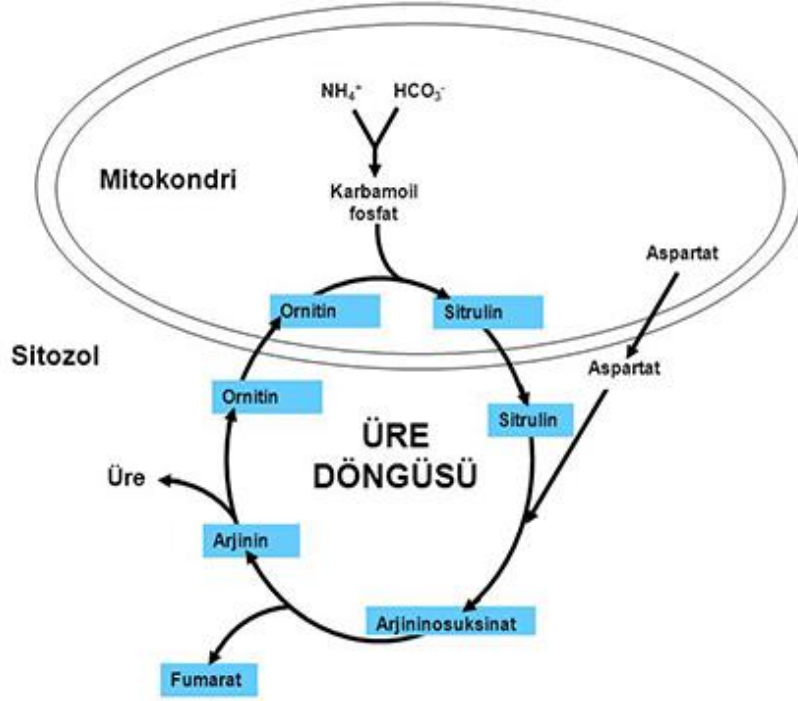 NH₄⁺ HCO₃⁻
Mitokondri
Karbamoil
fosfat
Aspartat
Ornitin
Sitrulin
Sitozol
Aspartat
Ornitin
Sitrulin
ÜRE
DÖNGÜSÜ
Üre
Arjinin
Arjininosuksinat
Fumarat